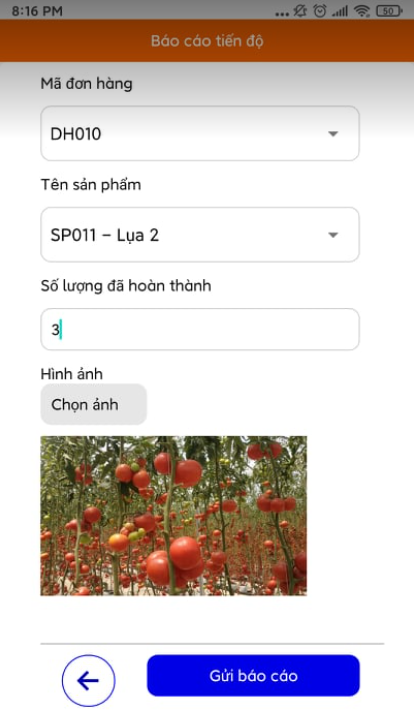 8:16 PM
50
Báo cáo tiến độ
Mã đơn hàng
DH010
Tên sản phẩm
SP011 – Lụa 2
Số lượng đã hoàn thành
3
Hình ảnh
Chọn ảnh
Gửi báo cáo